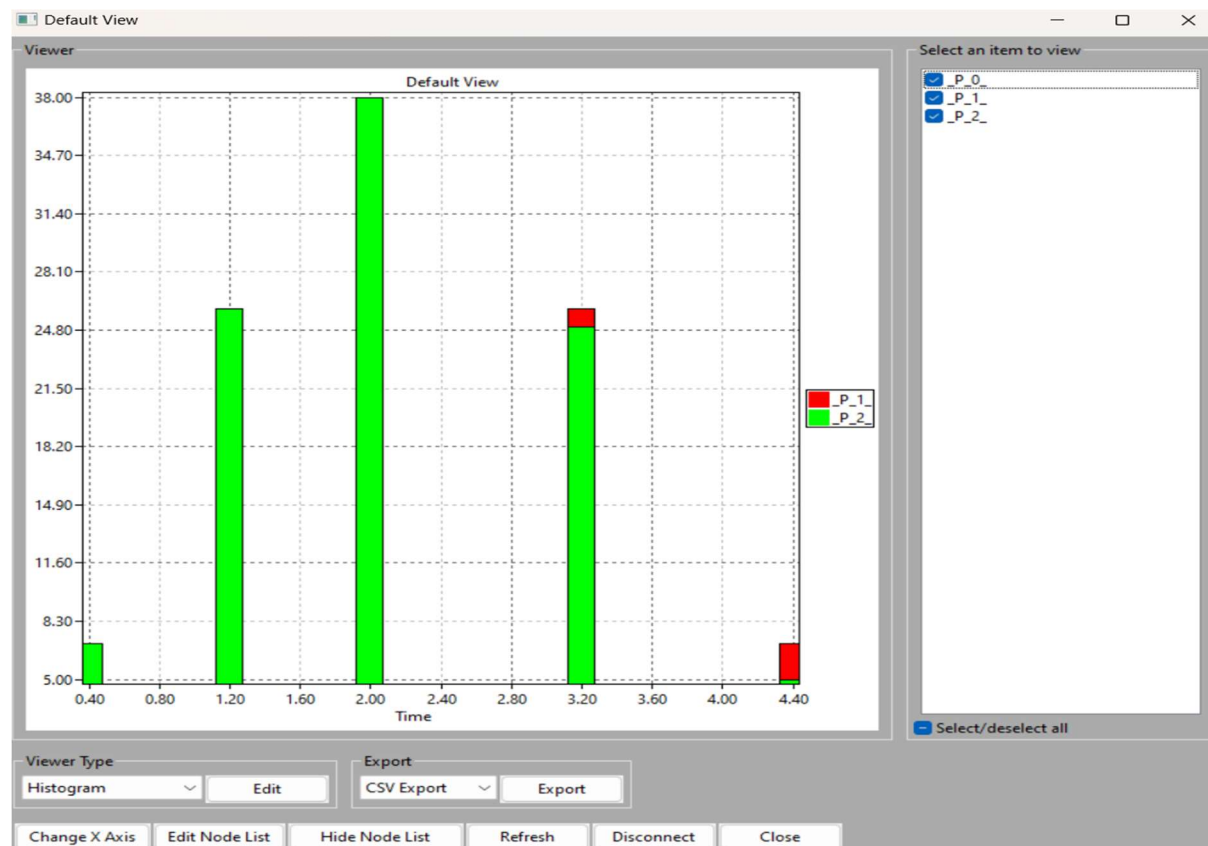 Default View
Viewer
Select an item to view
Default View
_P_0_
_P_1_
_P_2_
38.00
34.70
31.40
28.10
24.80
21.50
18.20
14.90
11.60
8.30
5.00
_P_1_
_P_2_
0.40 0.80 1.20 1.60 2.00 2.40 2.80 3.20 3.60 4.00 4.40
Time
Select/deselect all
Viewer Type
Export
Histogram Edit CSV Export Export
Change X Axis Edit Node List Hide Node List Refresh Disconnect Close